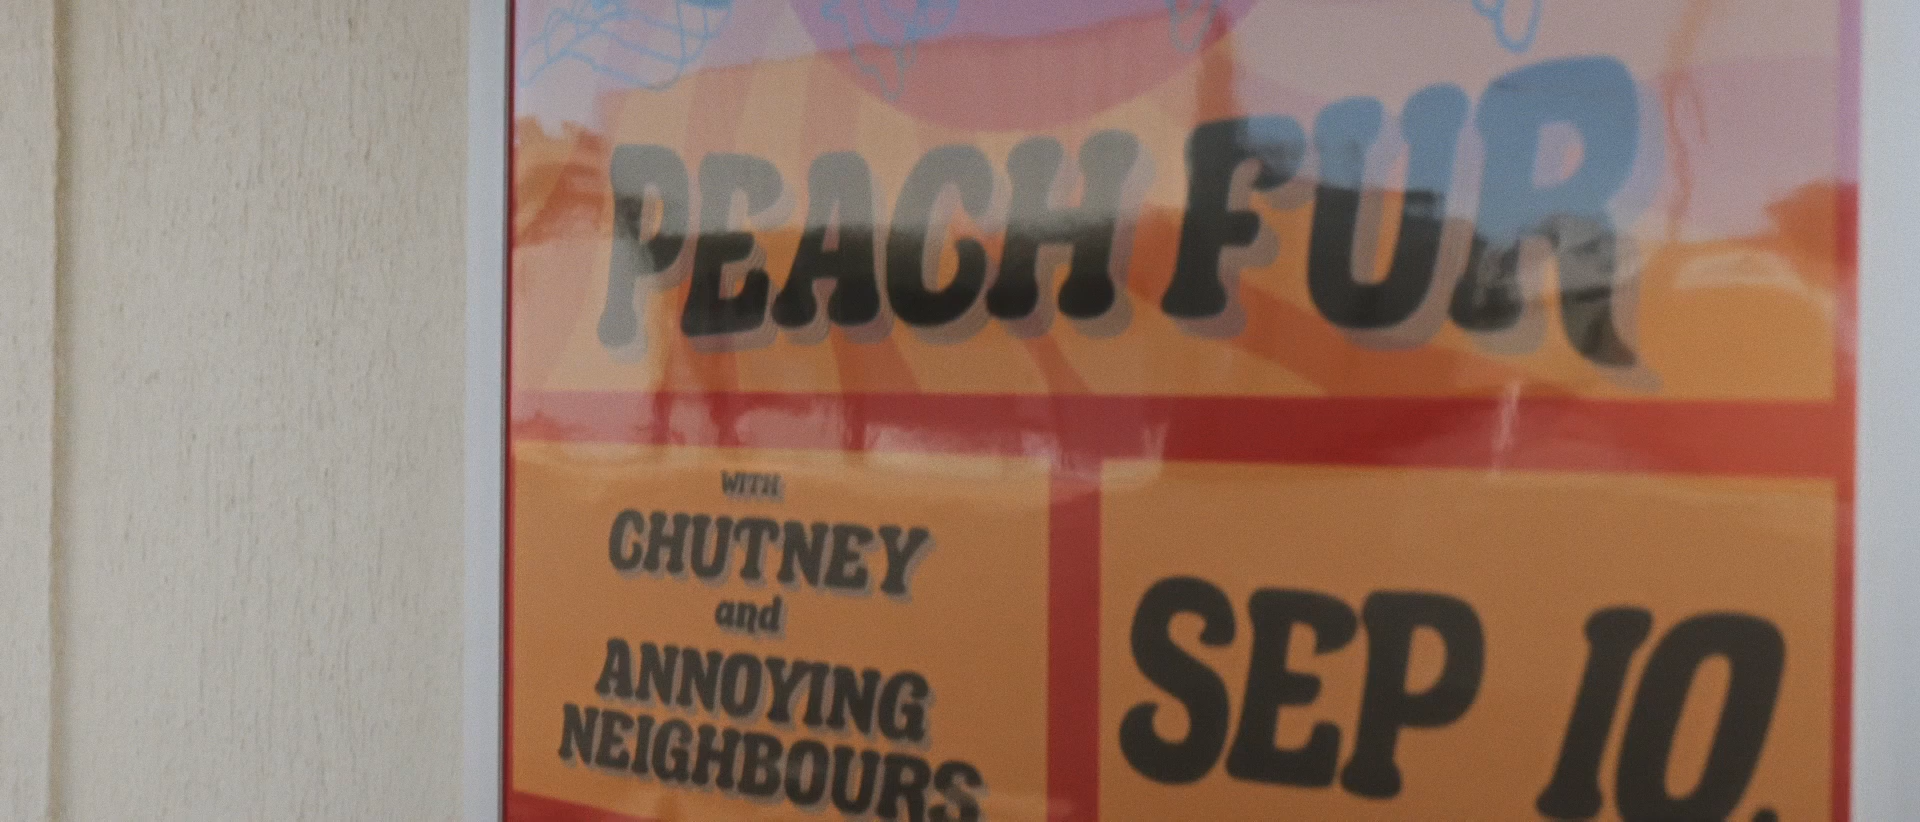 PEACH FUR
WITH
CHUTNEY
and
ANNOYING
NEIGHBOURS
SEP 10.